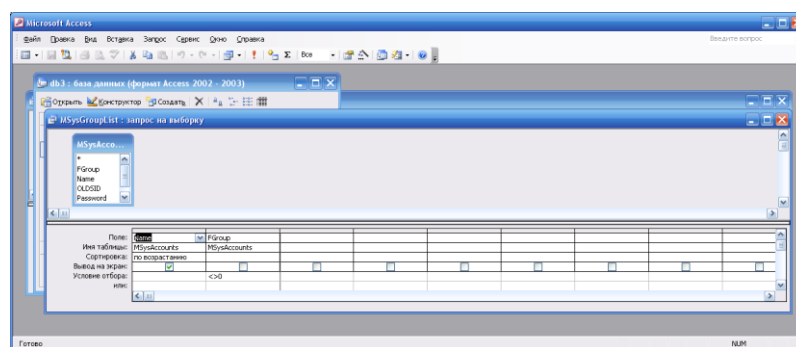 Microsoft Access
Файл Правка Вид Вставка Запрос Сервис Окно Справка
Введите вопрос
Все
db3 : база данных (формат Access 2002 - 2003)
Открыть Конструктор Создать
MSysGroupList : запрос на выборку
MSysAcco...
*
FGroup
Name
OLDSID
Password
Поле: Name FGroup
Имя таблицы: MSysAccounts MSysAccounts
Сортировка: по возрастанию
Вывод на экран:
Условие отбора: <>0
или:
Готово
NUM